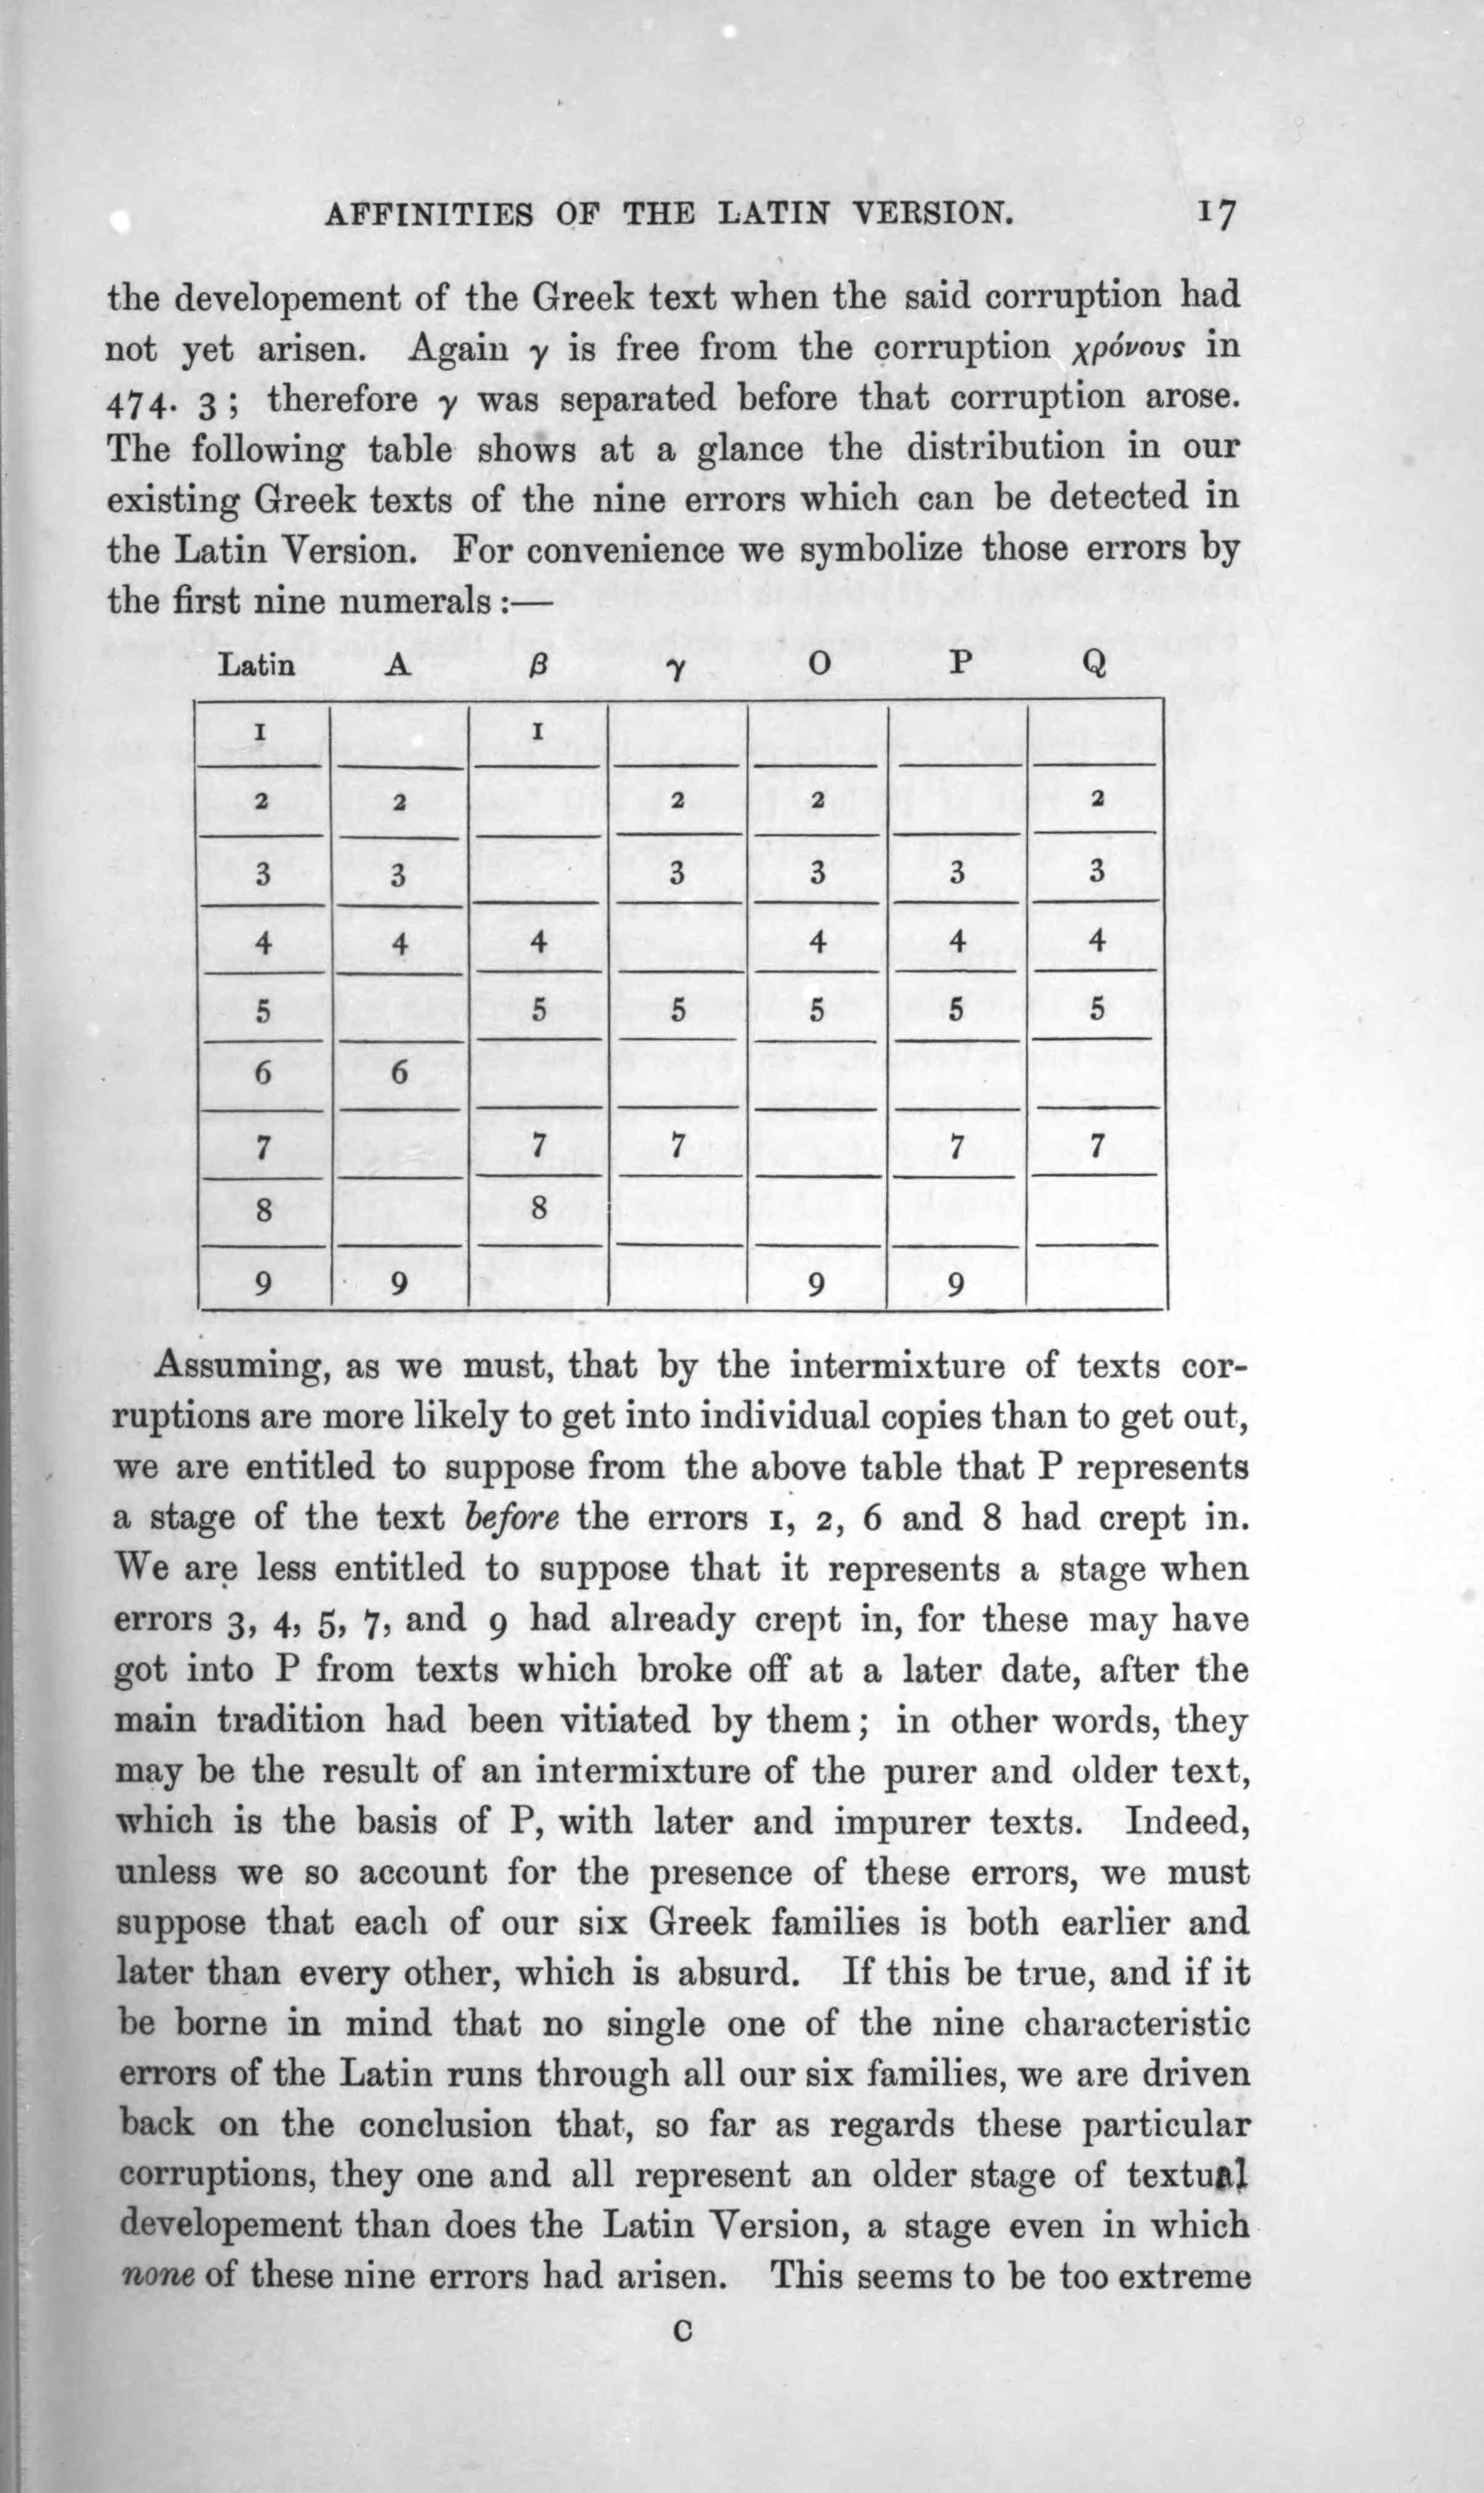 AFFINITIES OF THE LATIN VERSION. 17
the developement of the Greek text when the said corruption had
not yet arisen. Again γ is free from the corruption χρόνους in
474. 3; therefore γ was separated before that corruption arose.
The following table shows at a glance the distribution in our
existing Greek texts of the nine errors which can be detected in
the Latin Version. For convenience we symbolize those errors by
the first nine numerals :—
Latin A β γ O P Q
1 1
2 2 2 2 2
3 3 3 3 3 3
4 4 4 4 4 4
5 5 5 5 5 5
6 6
7 7 7 7 7
8 8
9 9 9 9
Assuming, as we must, that by the intermixture of texts cor-
ruptions are more likely to get into individual copies than to get out,
we are entitled to suppose from the above table that P represents
a stage of the text before the errors 1, 2, 6 and 8 had crept in.
We are less entitled to suppose that it represents a stage when
errors 3, 4, 5, 7, and 9 had already crept in, for these may have
got into P from texts which broke off at a later date, after the
main tradition had been vitiated by them; in other words, they
may be the result of an intermixture of the purer and older text,
which is the basis of P, with later and impurer texts. Indeed,
unless we so account for the presence of these errors, we must
suppose that each of our six Greek families is both earlier and
later than every other, which is absurd. If this be true, and if it
be borne in mind that no single one of the nine characteristic
errors of the Latin runs through all our six families, we are driven
back on the conclusion that, so far as regards these particular
corruptions, they one and all represent an older stage of textual
developement than does the Latin Version, a stage even in which
none of these nine errors had arisen. This seems to be too extreme
C